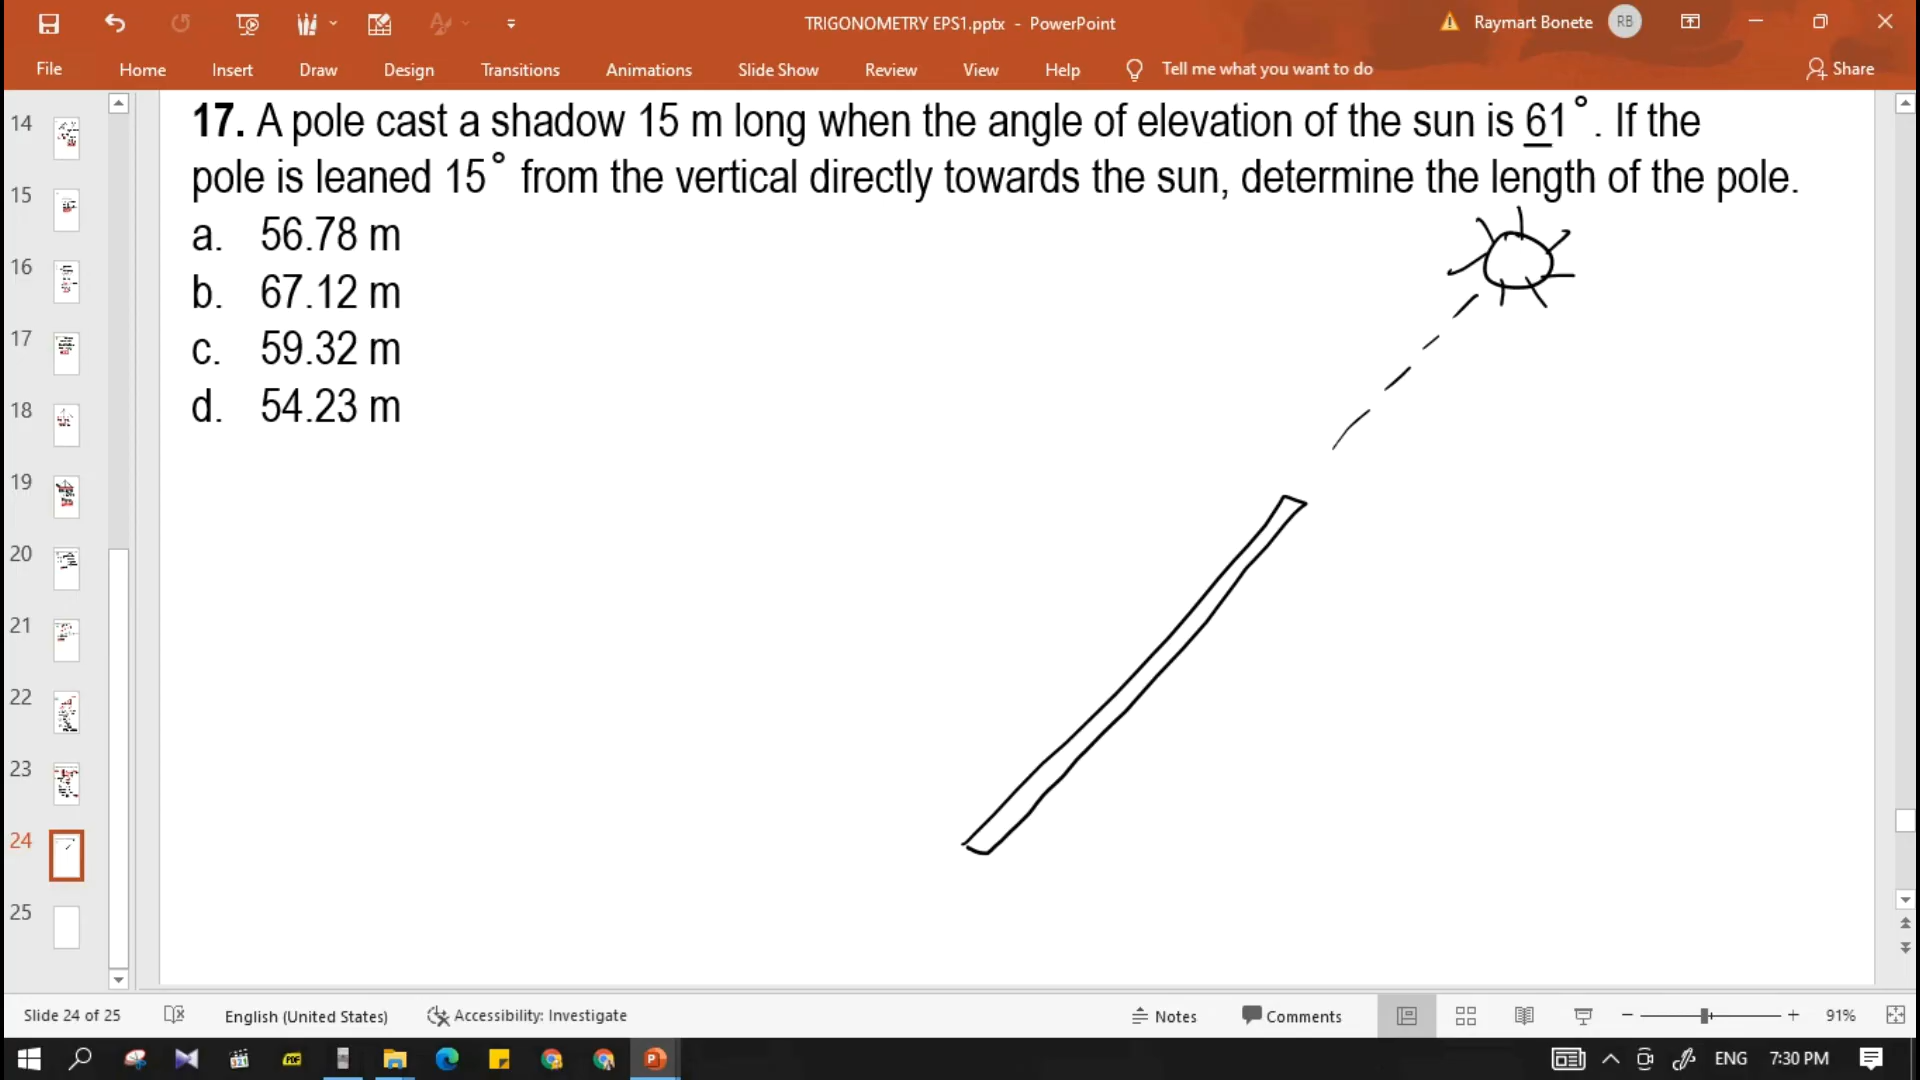 TRIGONOMETRY EPS1.pptx - PowerPoint
Raymart Bonete
RB
File Home Insert Draw Design Transitions Animations Slide Show Review View Help Tell me what you want to do Share
17. A pole cast a shadow 15 m long when the angle of elevation of the sun is 61°. If the
pole is leaned 15° from the vertical directly towards the sun, determine the length of the pole.
a. 56.78 m
b. 67.12 m
c. 59.32 m
d. 54.23 m
14
15
16
17
18
19
20
21
22
23
24
25
Slide 24 of 25 English (United States) Accessibility: Investigate Notes Comments 91%
ENG 7:30 PM